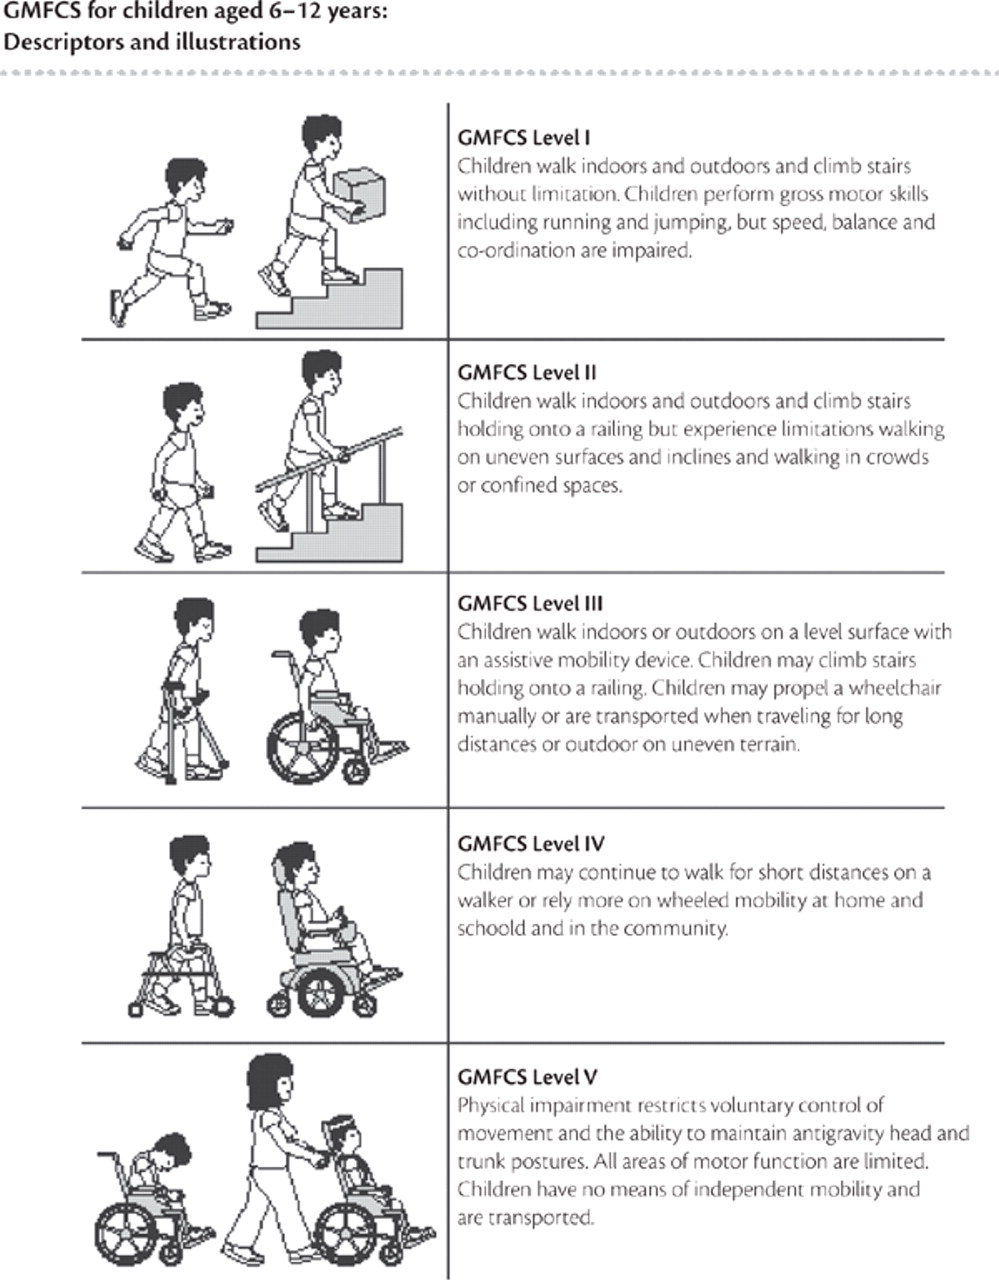 GMFCS for children aged 6–12 years:
Descriptors and illustrations
GMFCS Level I
Children walk indoors and outdoors and climb stairs
without limitation. Children perform gross motor skills
including running and jumping, but speed, balance and
co-ordination are impaired.
GMFCS Level II
Children walk indoors and outdoors and climb stairs
holding onto a railing but experience limitations walking
on uneven surfaces and inclines and walking in crowds
or confined spaces.
GMFCS Level III
Children walk indoors or outdoors on a level surface with
an assistive mobility device. Children may climb stairs
holding onto a railing. Children may propel a wheelchair
manually or are transported when traveling for long
distances or outdoor on uneven terrain.
GMFCS Level IV
Children may continue to walk for short distances on a
walker or rely more on wheeled mobility at home and
schoold and in the community.
GMFCS Level V
Physical impairment restricts voluntary control of
movement and the ability to maintain antigravity head and
trunk postures. All areas of motor function are limited.
Children have no means of independent mobility and
are transported.